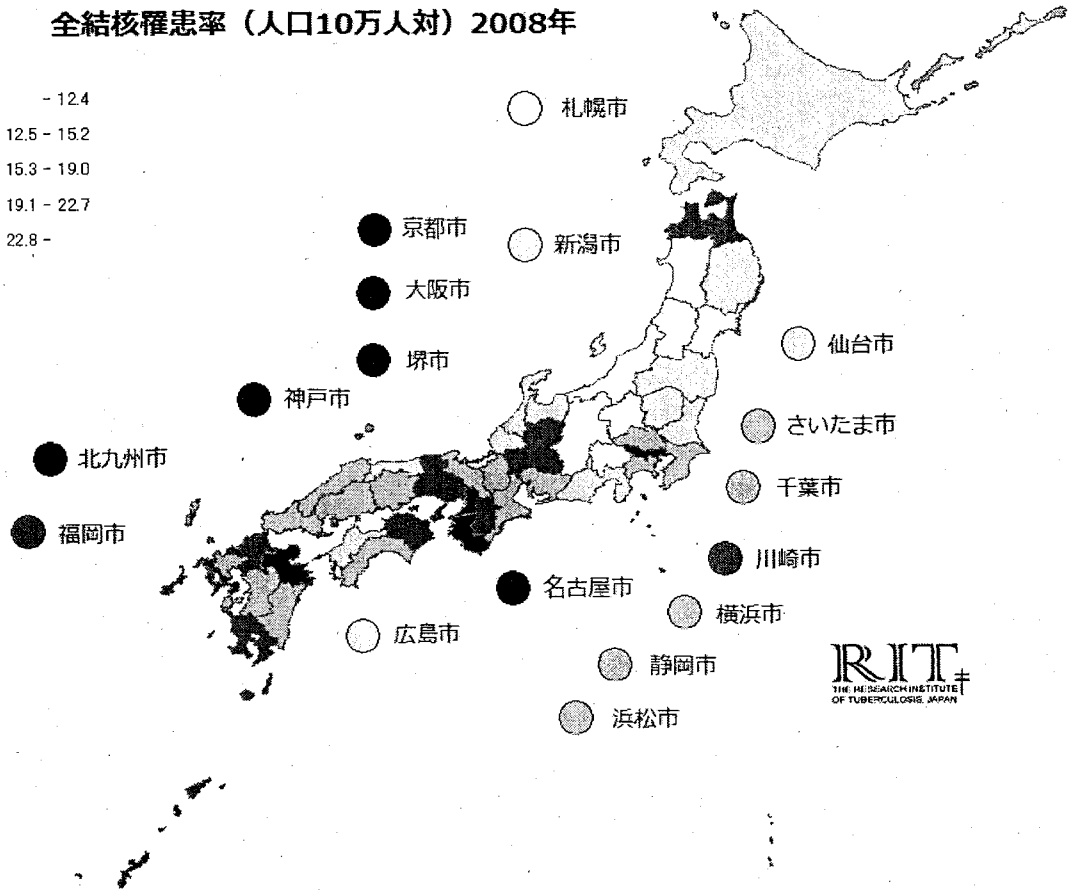 全結核罹患率（人口10万人対）2008年
- 12.4
12.5 - 15.2
15.3 - 19.0
19.1 - 22.7
22.8 -
札幌市
京都市
新潟市
大阪市
仙台市
堺市
神戸市
さいたま市
北九州市
千葉市
福岡市
川崎市
名古屋市
横浜市
広島市
静岡市
浜松市
RIT
THE RESEARCH INSTITUTE
OF TUBERCULOSIS, JAPAN